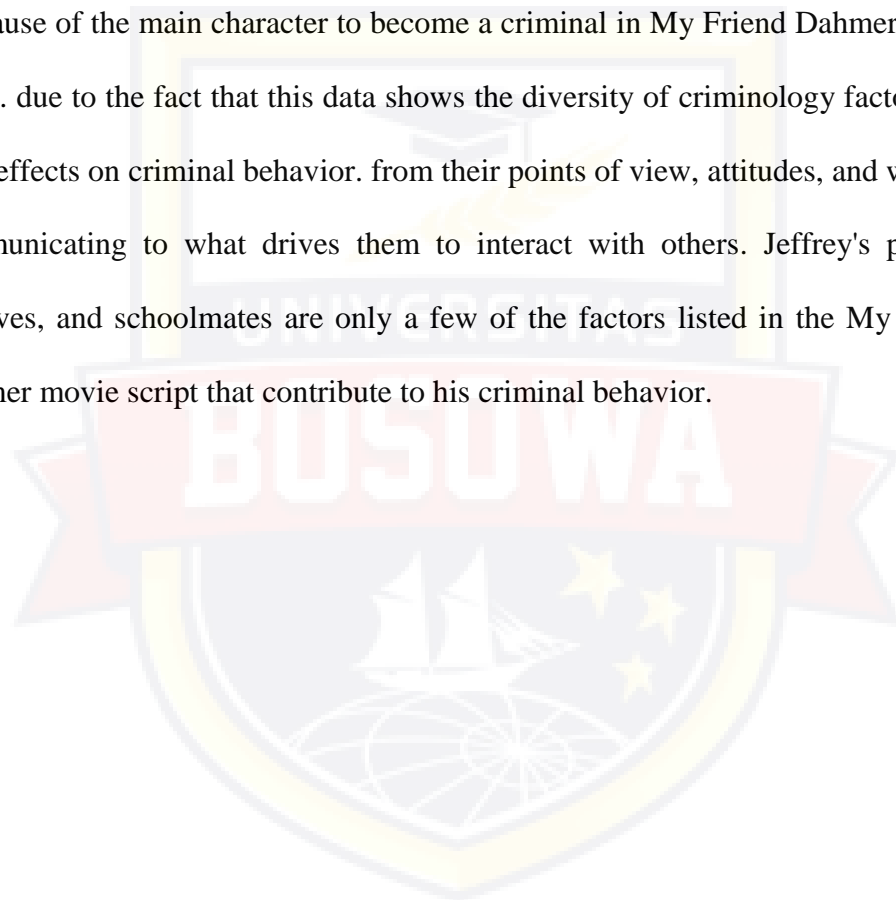 ause of the main character to become a criminal in My Friend Dahmer
. due to the fact that this data shows the diversity of criminology facto
effects on criminal behavior. from their points of view, attitudes, and w
nunicating to what drives them to interact with others. Jeffrey's p
ves, and schoolmates are only a few of the factors listed in the My
ner movie script that contribute to his criminal behavior.
UNIVERSITAS
BOSOWA